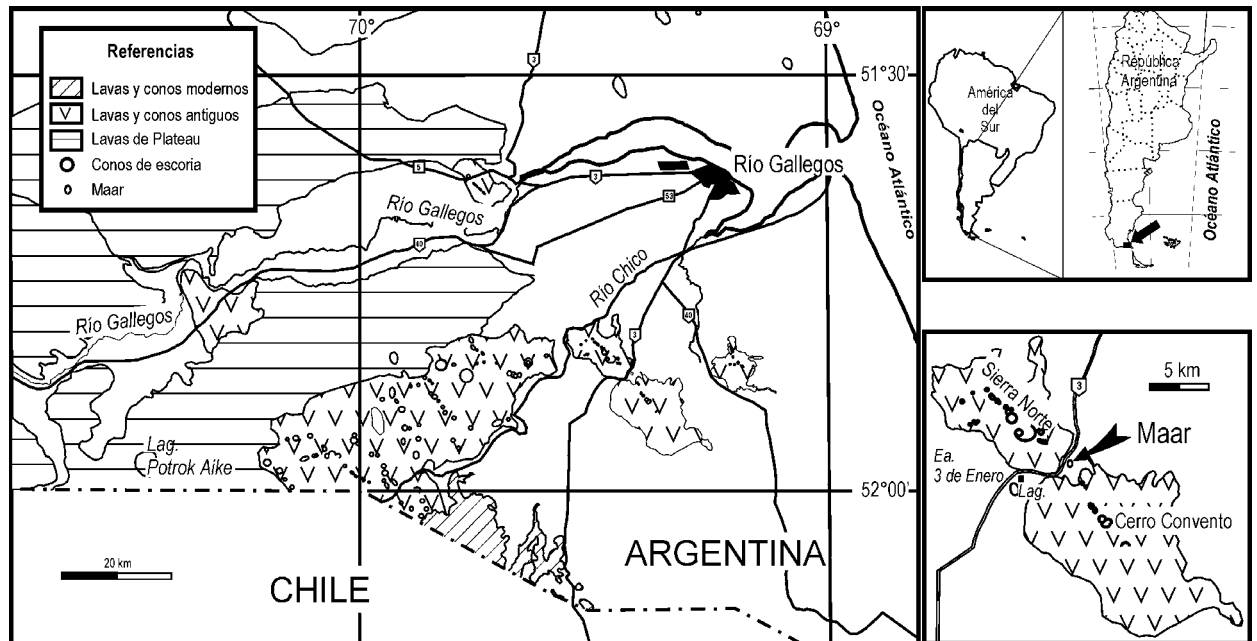 70°
69°
51°30'
Referencias
Lavas y conos modernos
Lavas y conos antiguos
Lavas de Plateau
Conos de escoria
Maar
3
Océano Atlántico
Río Gallegos
5
3
53
Río Gallegos
40
Río Chico
Río Gallegos
3
40
Lag.
Potrok Aike
52°00'
20 km
CHILE
ARGENTINA
América
del
Sur
República
Argentina
Océano Atlántico
5 km
3
Sierra Norte
Maar
Ea.
3 de Enero
Lag.
Cerro Convento